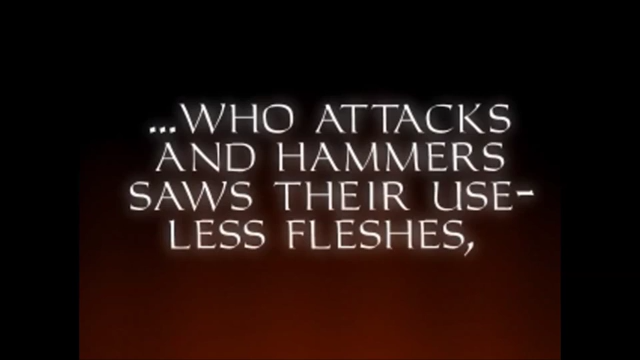 ...WHO ATTACKS
AND HAMMERS
SAWS THEIR USE-
LESS FLESHES,